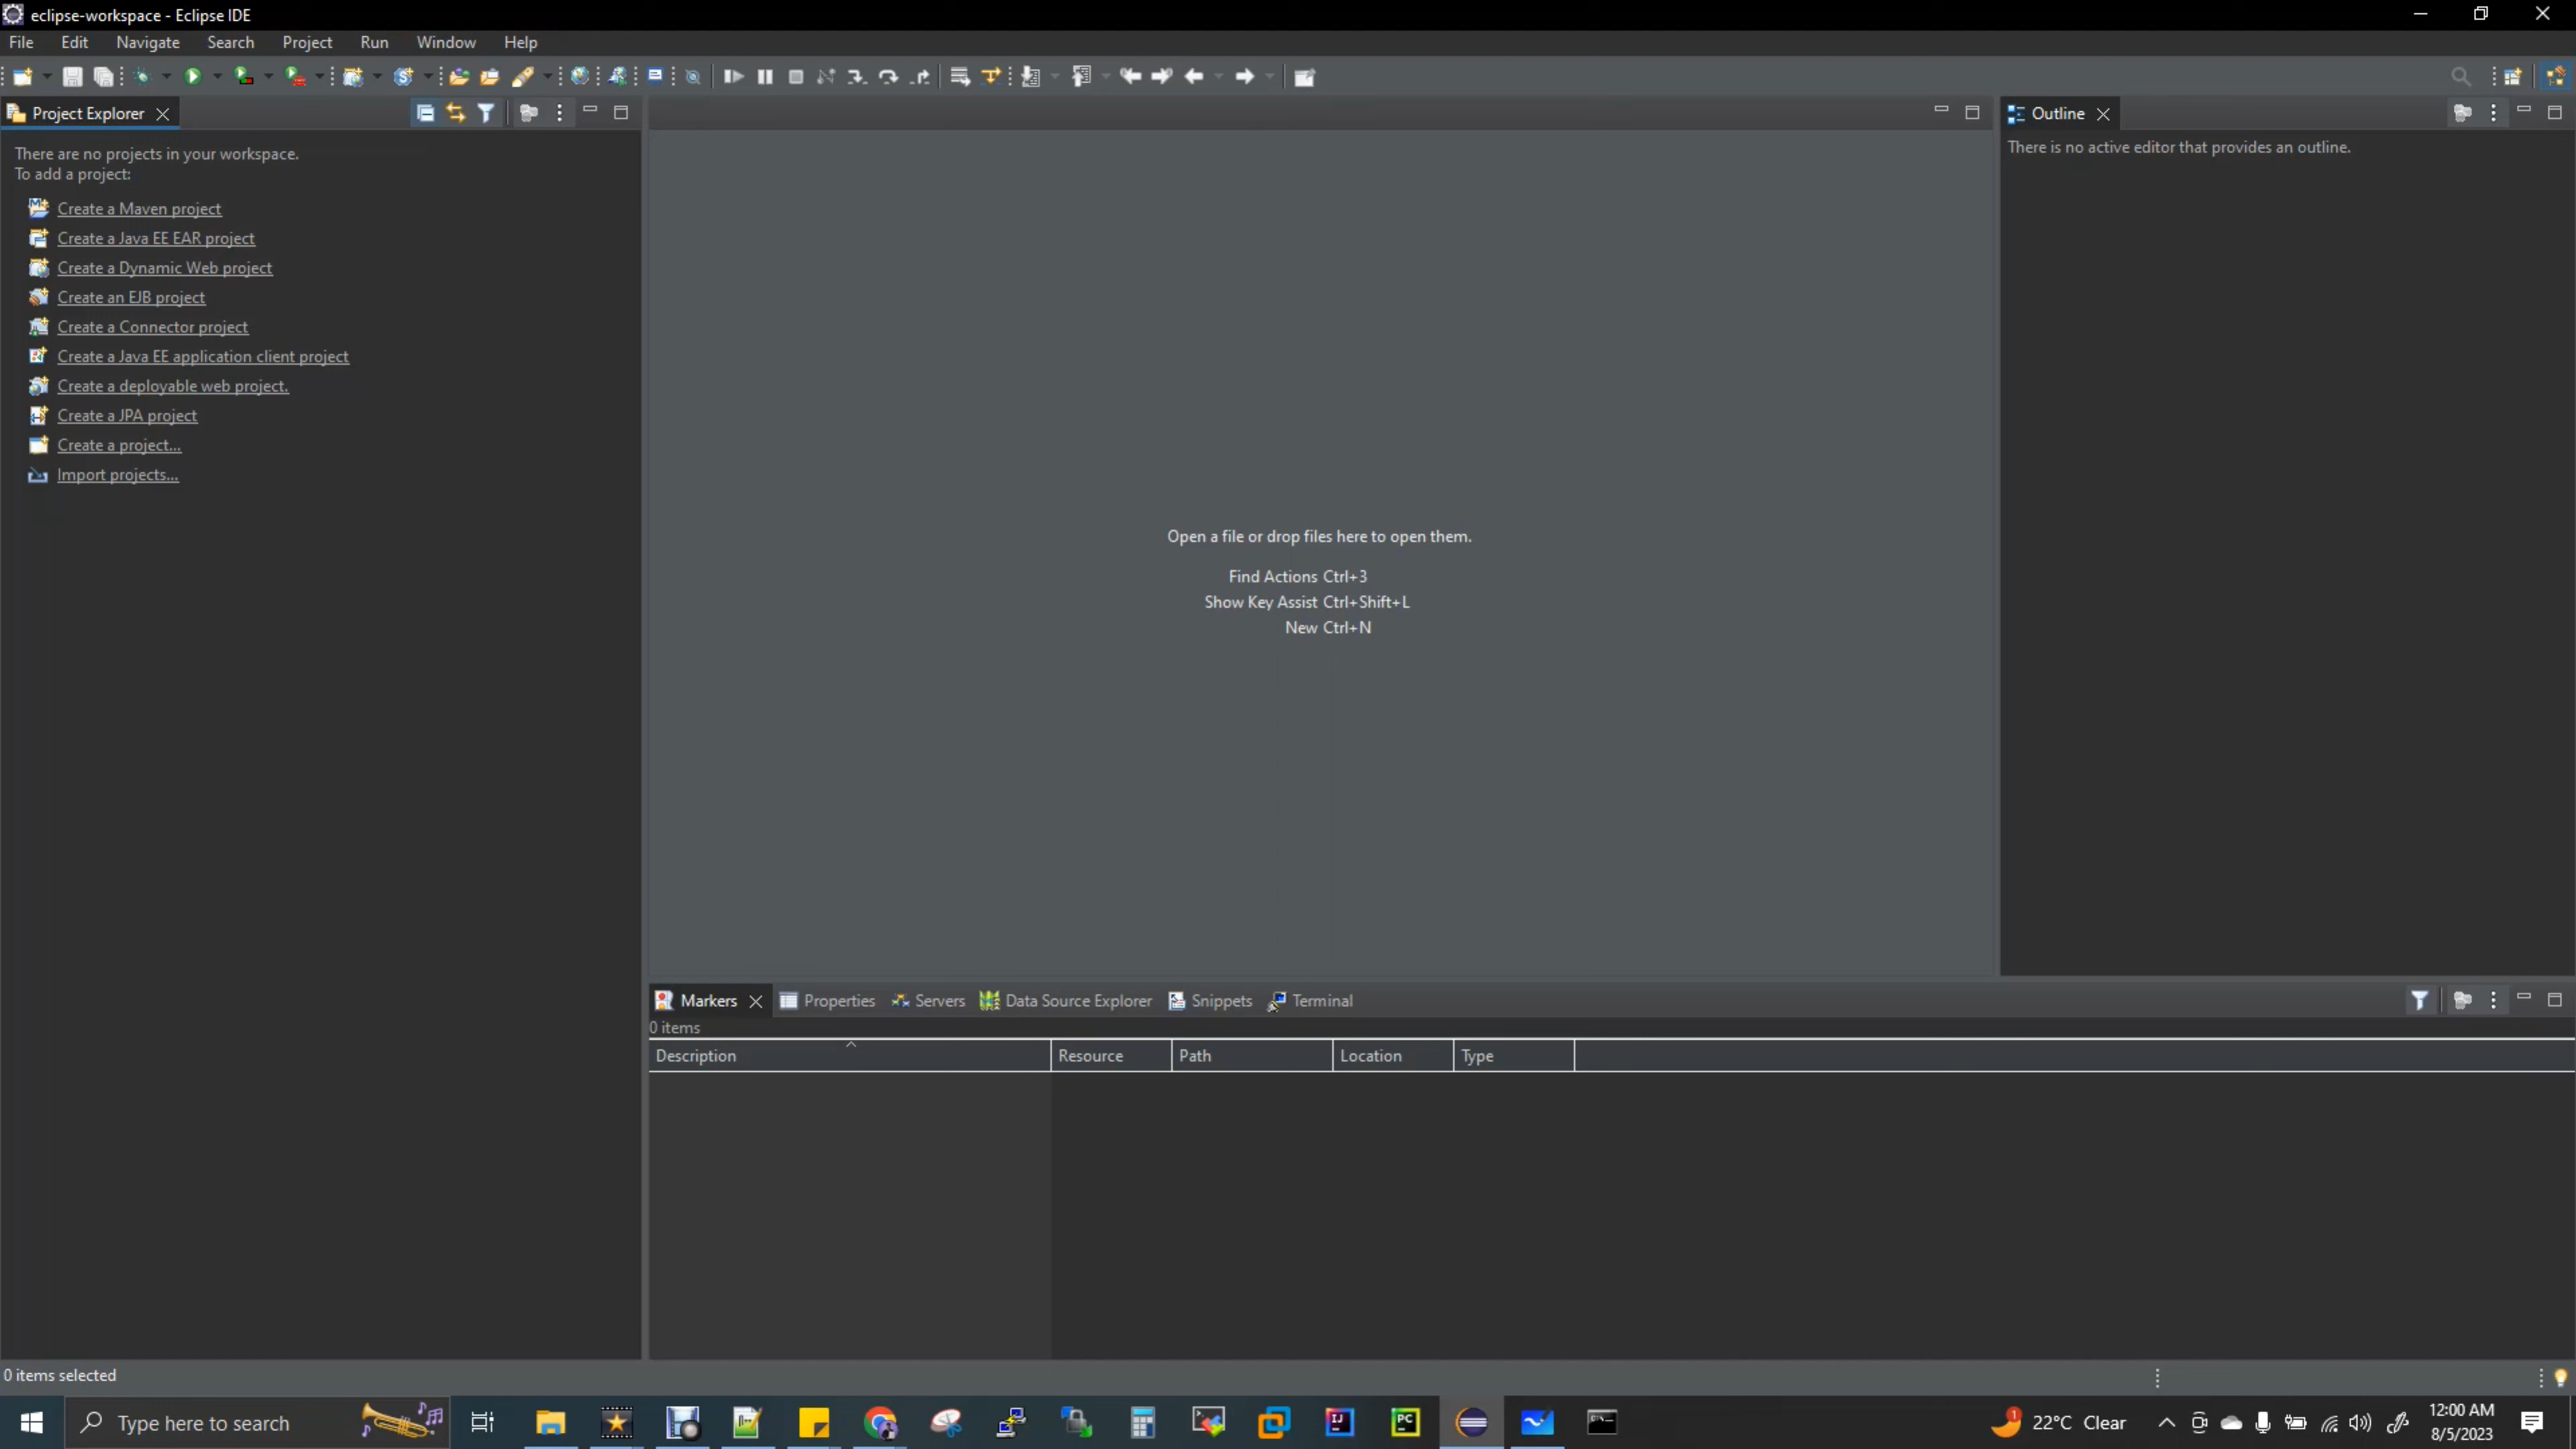 eclipse-workspace - Eclipse IDE
File Edit Navigate Search Project Run Window Help
Project Explorer
There are no projects in your workspace.
To add a project:
Create a Maven project
Create a Java EE EAR project
Create a Dynamic Web project
Create an EJB project
Create a Connector project
Create a Java EE application client project
Create a deployable web project.
Create a JPA project
Create a project...
Import projects...
Open a file or drop files here to open them.
Find Actions Ctrl+3
Show Key Assist Ctrl+Shift+L
New Ctrl+N
Outline
There is no active editor that provides an outline.
Markers Properties Servers Data Source Explorer Snippets Terminal
0 items
Description Resource Path Location Type
0 items selected
Type here to search
IJ
PC
1
22°C Clear
12:00 AM
8/5/2023